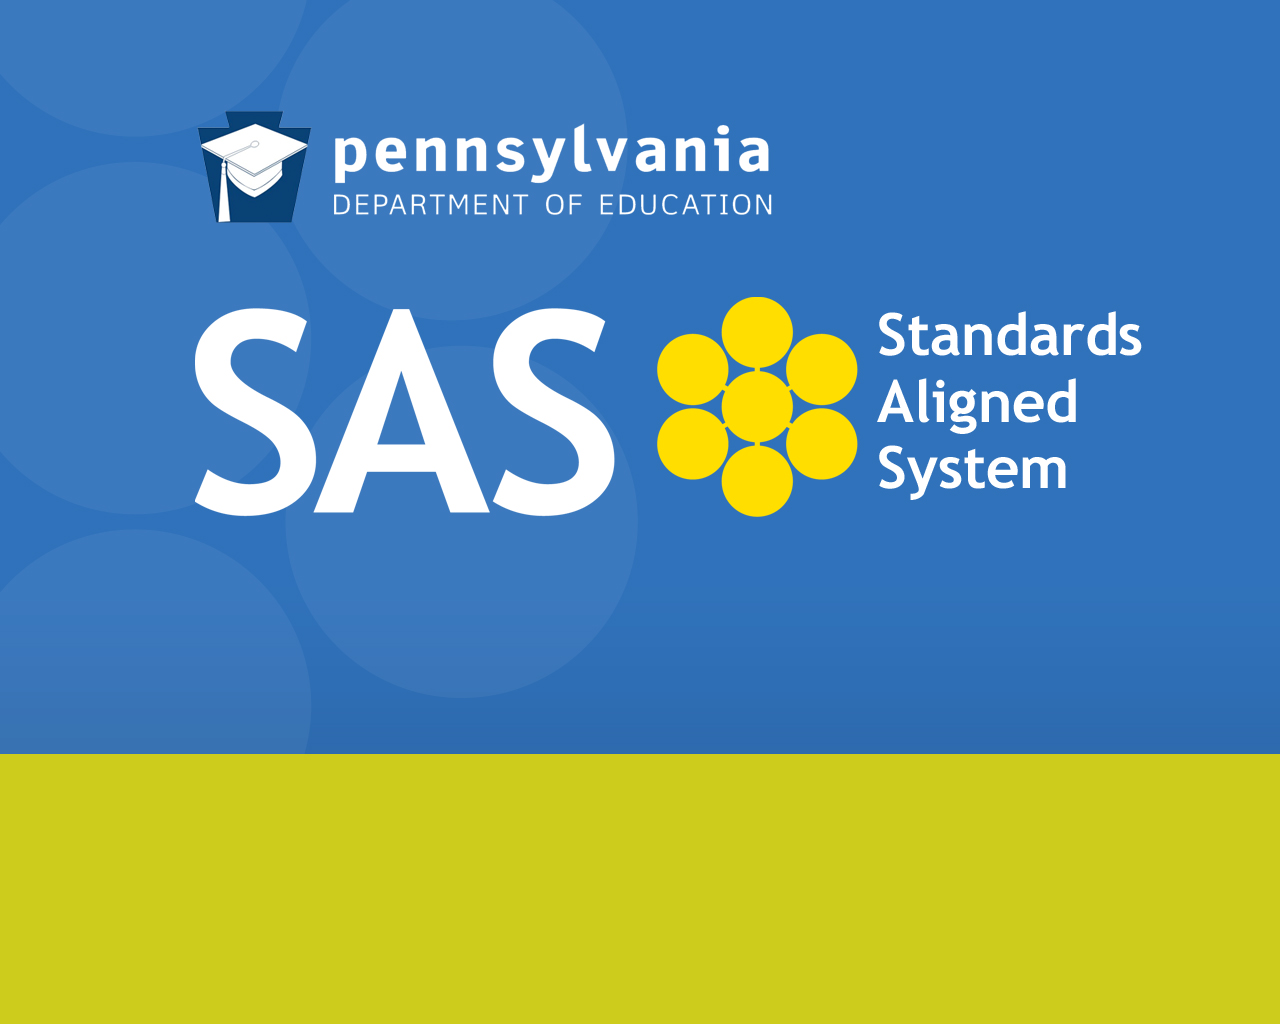 pennsylvania
DEPARTMENT OF EDUCATION
SAS
Standards
Aligned
System